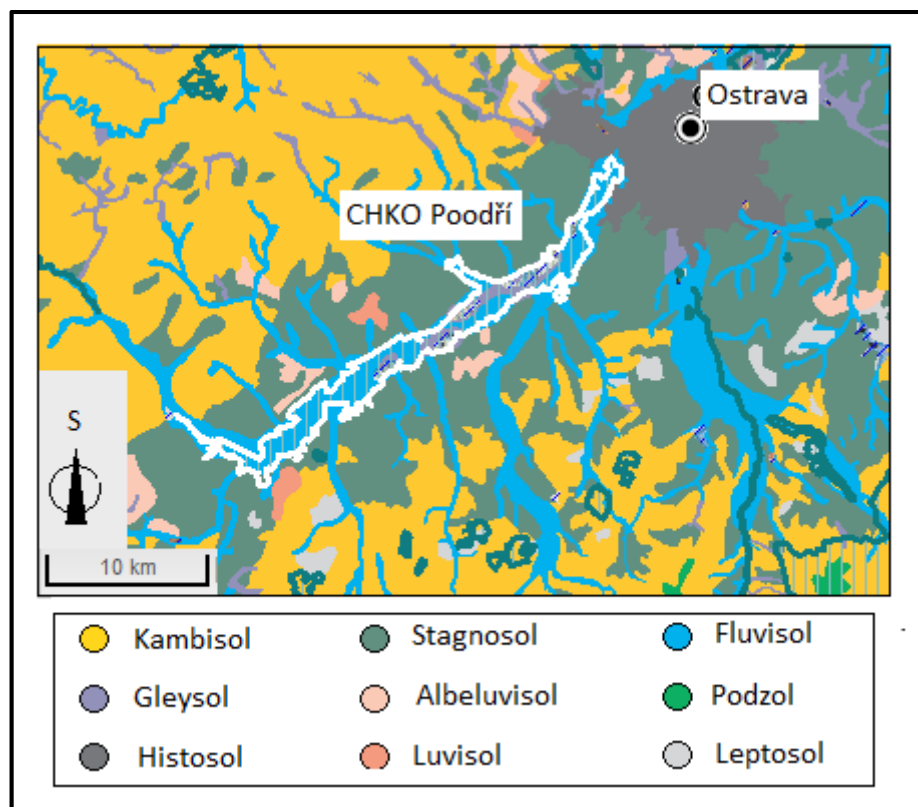 Ostrava
CHKO Poodří
S
10 km
Kambisol
Stagnosol
Fluvisol
Gleysol
Albeluvisol
Podzol
Histosol
Luvisol
Leptosol